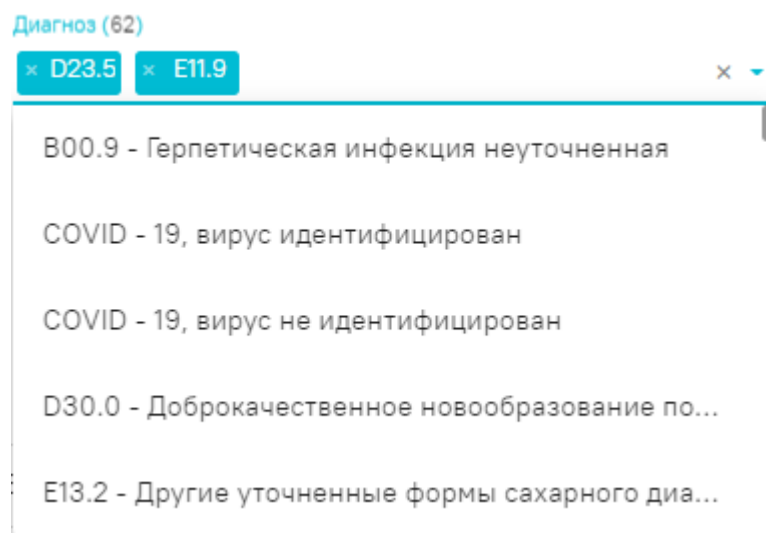 Диагноз (62)
× D23.5 × E11.9 ×
B00.9 - Герпетическая инфекция неуточненная
COVID - 19, вирус идентифицирован
COVID - 19, вирус не идентифицирован
D30.0 - Доброкачественное новообразование по...
E13.2 - Другие уточненные формы сахарного диа...